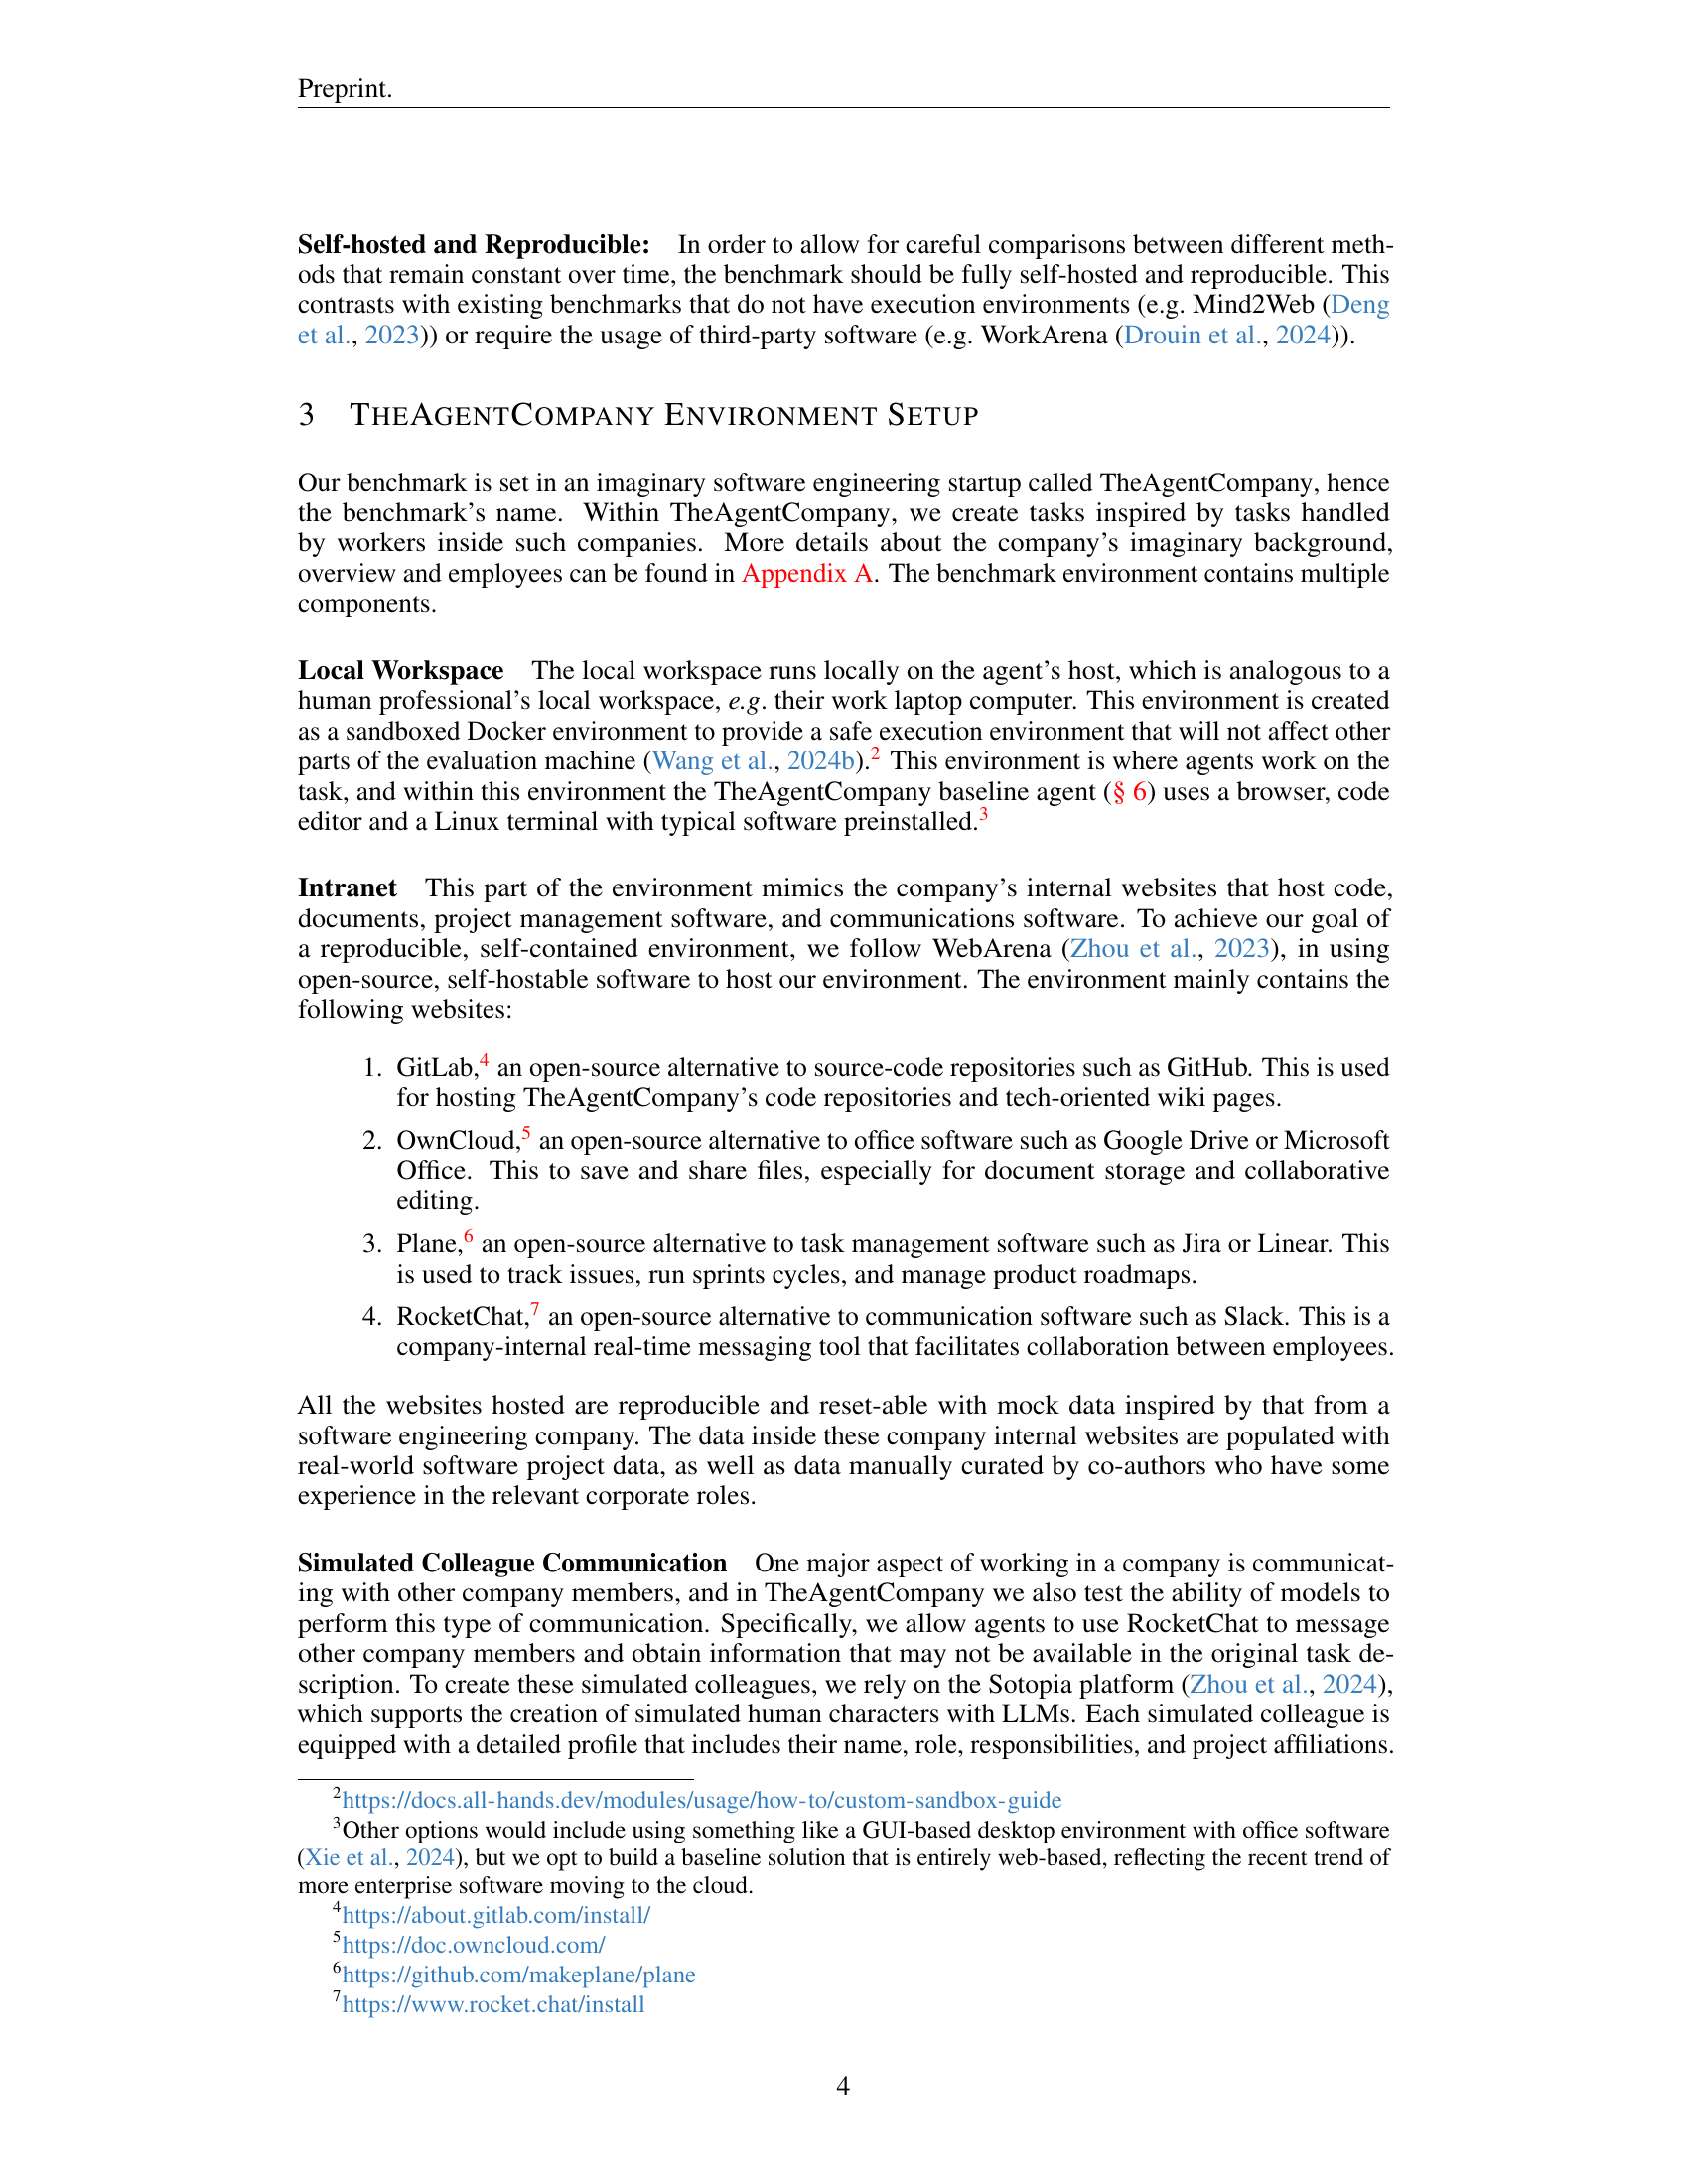 Preprint.
Self-hosted and Reproducible: In order to allow for careful comparisons between different meth-
ods that remain constant over time, the benchmark should be fully self-hosted and reproducible. This
contrasts with existing benchmarks that do not have execution environments (e.g. Mind2Web (Deng
et al., 2023)) or require the usage of third-party software (e.g. WorkArena (Drouin et al., 2024)).
3 THEAGENTCOMPANY ENVIRONMENT SETUP
Our benchmark is set in an imaginary software engineering startup called TheAgentCompany, hence
the benchmark's name. Within TheAgentCompany, we create tasks inspired by tasks handled
by workers inside such companies. More details about the company's imaginary background,
overview and employees can be found in Appendix A. The benchmark environment contains multiple
components.
Local Workspace The local workspace runs locally on the agent's host, which is analogous to a
human professional's local workspace, e.g. their work laptop computer. This environment is created
as a sandboxed Docker environment to provide a safe execution environment that will not affect other
parts of the evaluation machine (Wang et al., 2024b).2 This environment is where agents work on the
task, and within this environment the TheAgentCompany baseline agent (§ 6) uses a browser, code
editor and a Linux terminal with typical software preinstalled.3
Intranet This part of the environment mimics the company's internal websites that host code,
documents, project management software, and communications software. To achieve our goal of
a reproducible, self-contained environment, we follow WebArena (Zhou et al., 2023), in using
open-source, self-hostable software to host our environment. The environment mainly contains the
following websites:
1. GitLab,4 an open-source alternative to source-code repositories such as GitHub. This is used
for hosting TheAgentCompany's code repositories and tech-oriented wiki pages.
2. OwnCloud,5 an open-source alternative to office software such as Google Drive or Microsoft
Office. This to save and share files, especially for document storage and collaborative
editing.
3. Plane,6 an open-source alternative to task management software such as Jira or Linear. This
is used to track issues, run sprints cycles, and manage product roadmaps.
4. RocketChat,7 an open-source alternative to communication software such as Slack. This is a
company-internal real-time messaging tool that facilitates collaboration between employees.
All the websites hosted are reproducible and reset-able with mock data inspired by that from a
software engineering company. The data inside these company internal websites are populated with
real-world software project data, as well as data manually curated by co-authors who have some
experience in the relevant corporate roles.
Simulated Colleague Communication One major aspect of working in a company is communicat-
ing with other company members, and in TheAgentCompany we also test the ability of models to
perform this type of communication. Specifically, we allow agents to use RocketChat to message
other company members and obtain information that may not be available in the original task de-
scription. To create these simulated colleagues, we rely on the Sotopia platform (Zhou et al., 2024),
which supports the creation of simulated human characters with LLMs. Each simulated colleague is
equipped with a detailed profile that includes their name, role, responsibilities, and project affiliations.
2https://docs.all-hands.dev/modules/usage/how-to/custom-sandbox-guide
3Other options would include using something like a GUI-based desktop environment with office software
(Xie et al., 2024), but we opt to build a baseline solution that is entirely web-based, reflecting the recent trend of
more enterprise software moving to the cloud.
4https://about.gitlab.com/install/
5https://doc.owncloud.com/
6https://github.com/makeplane/plane
7https://www.rocket.chat/install
4